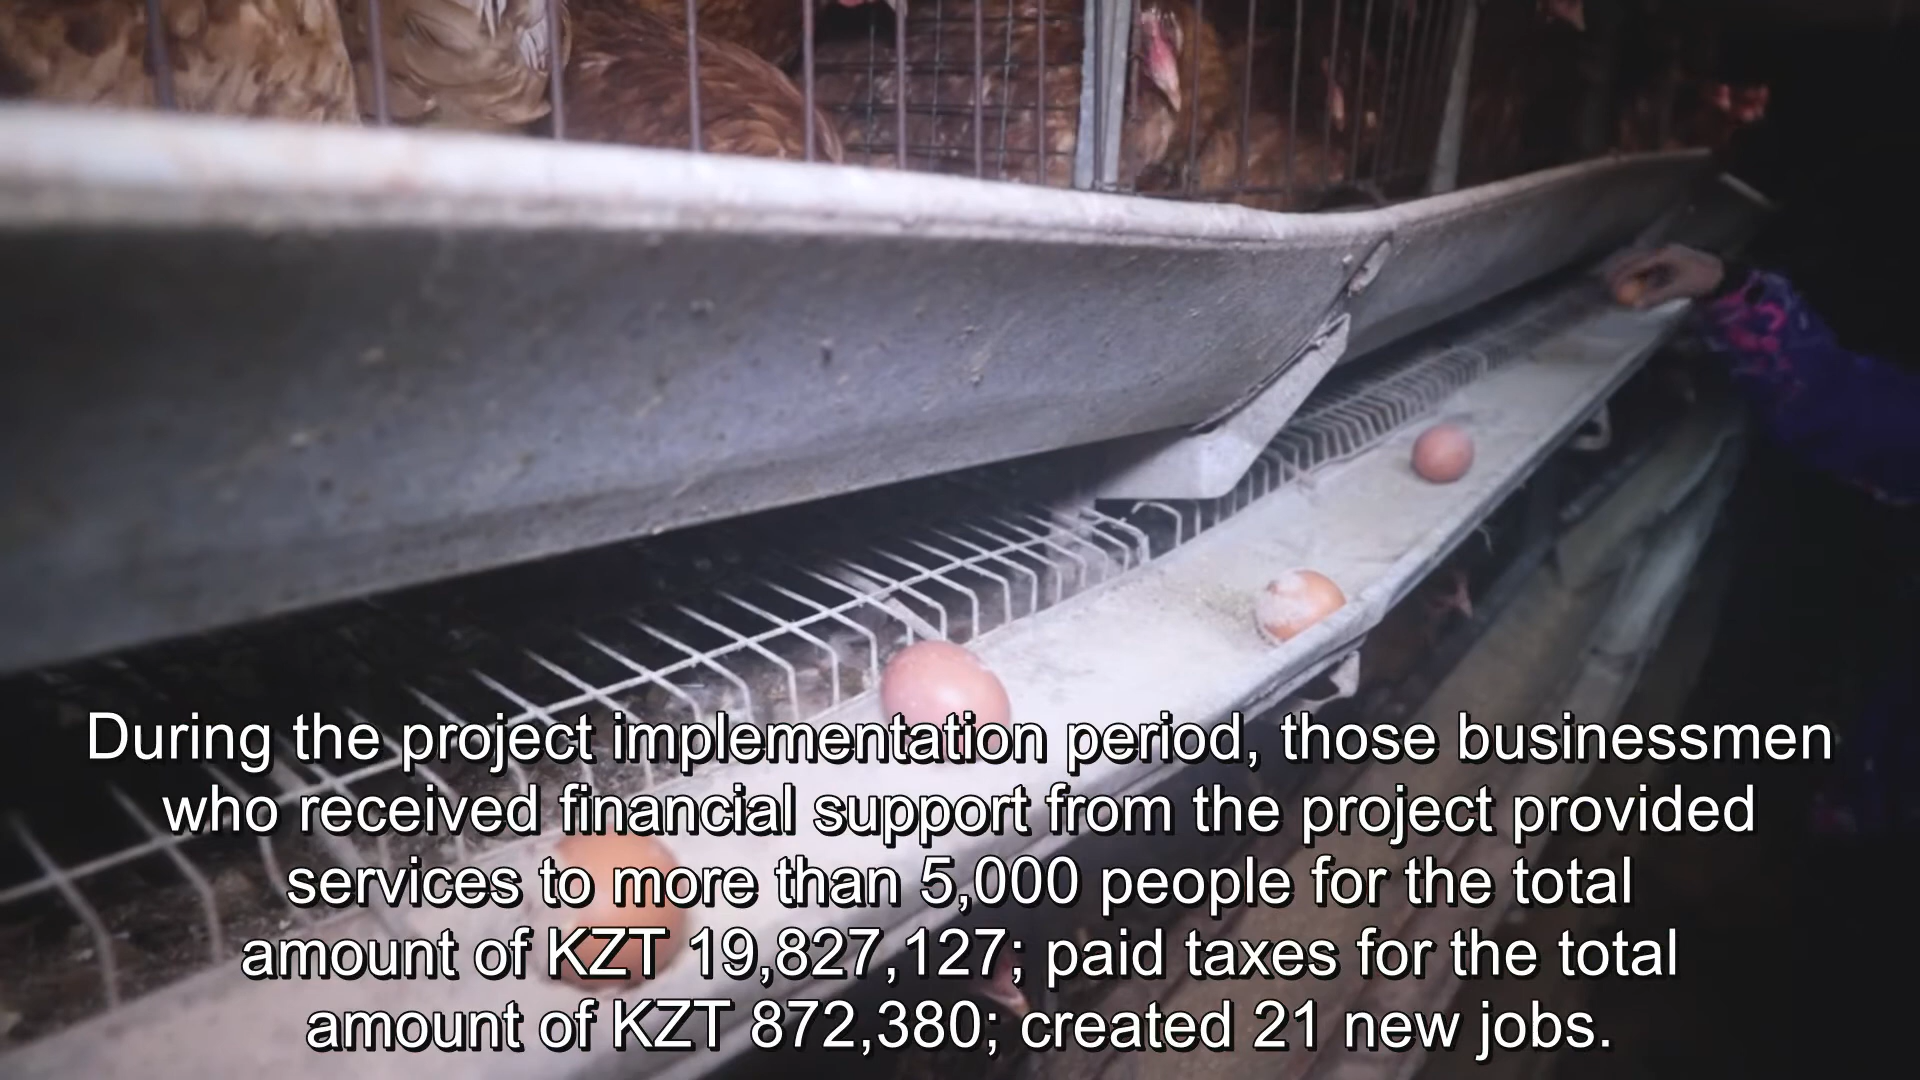 During the project implementation period, those businessmen
who received financial support from the project provided
services to more than 5,000 people for the total
amount of KZT 19,827,127; paid taxes for the total
amount of KZT 872,380; created 21 new jobs.